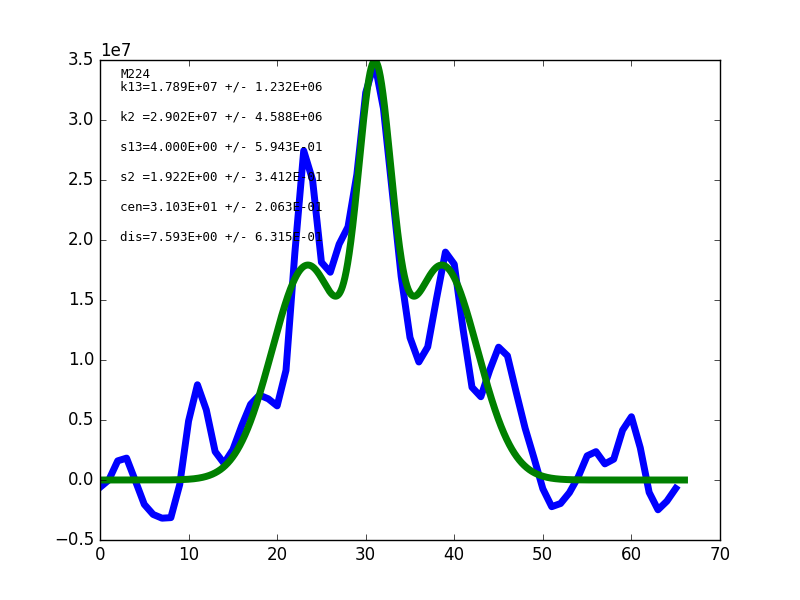 1e7
M224
k13=1.789E+07 +/- 1.232E+06
k2 =2.902E+07 +/- 4.588E+06
s13=4.000E+00 +/- 5.943E-01
s2 =1.922E+00 +/- 3.412E-01
cen=3.103E+01 +/- 2.063E-01
dis=7.593E+00 +/- 6.315E-01
3.5
3.0
2.5
2.0
1.5
1.0
0.5
0.0
−0.5
0 10 20 30 40 50 60 70